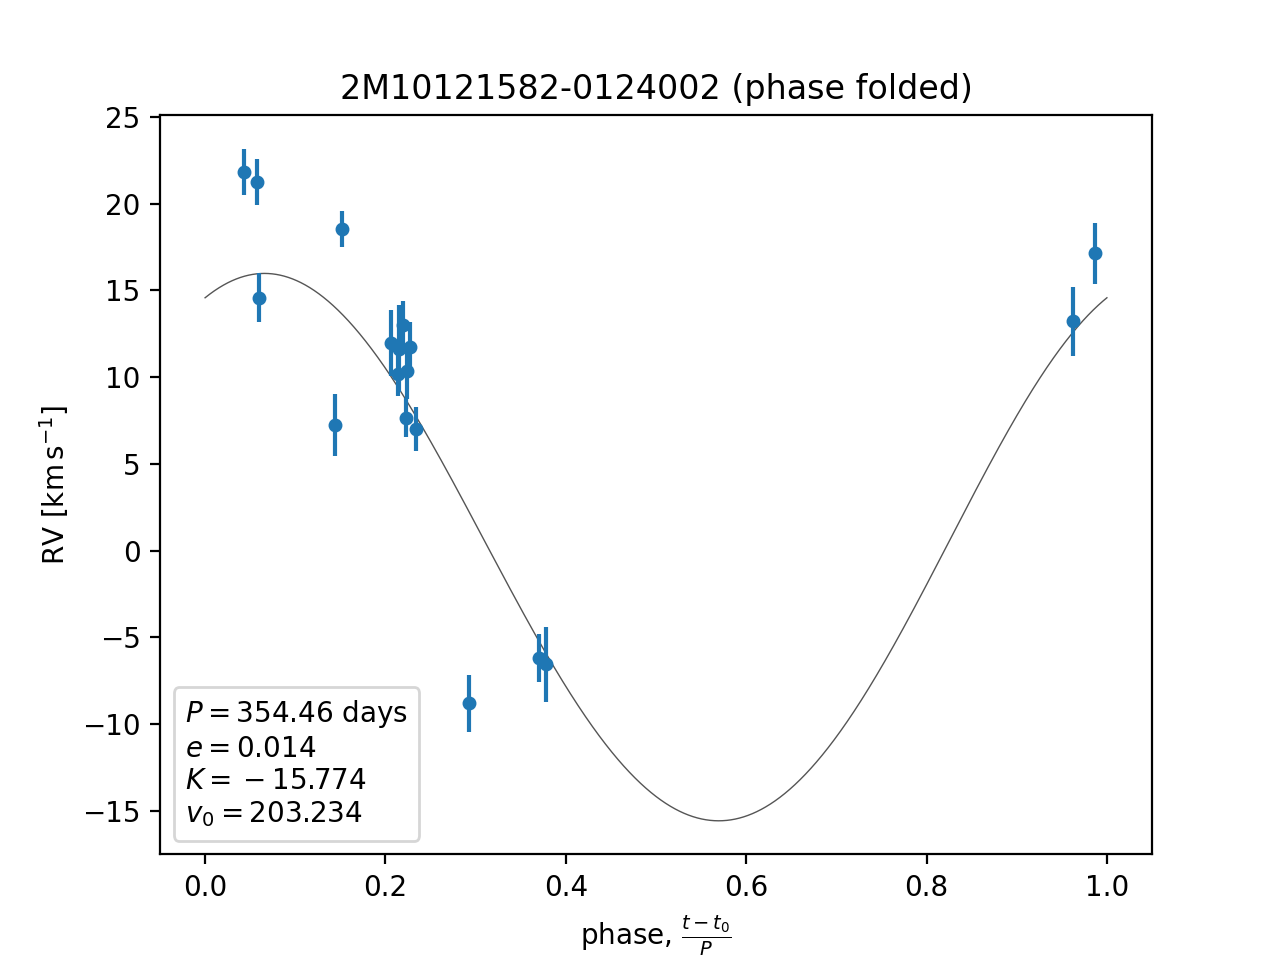 2M10121582-0124002 (phase folded)
25
20
15
10
5
0
−5
−10
−15
RV [km s⁻¹]
P = 354.46 days
e = 0.014
K = −15.774
v₀ = 203.234
0.0 0.2 0.4 0.6 0.8 1.0
phase, (t − t₀)/P